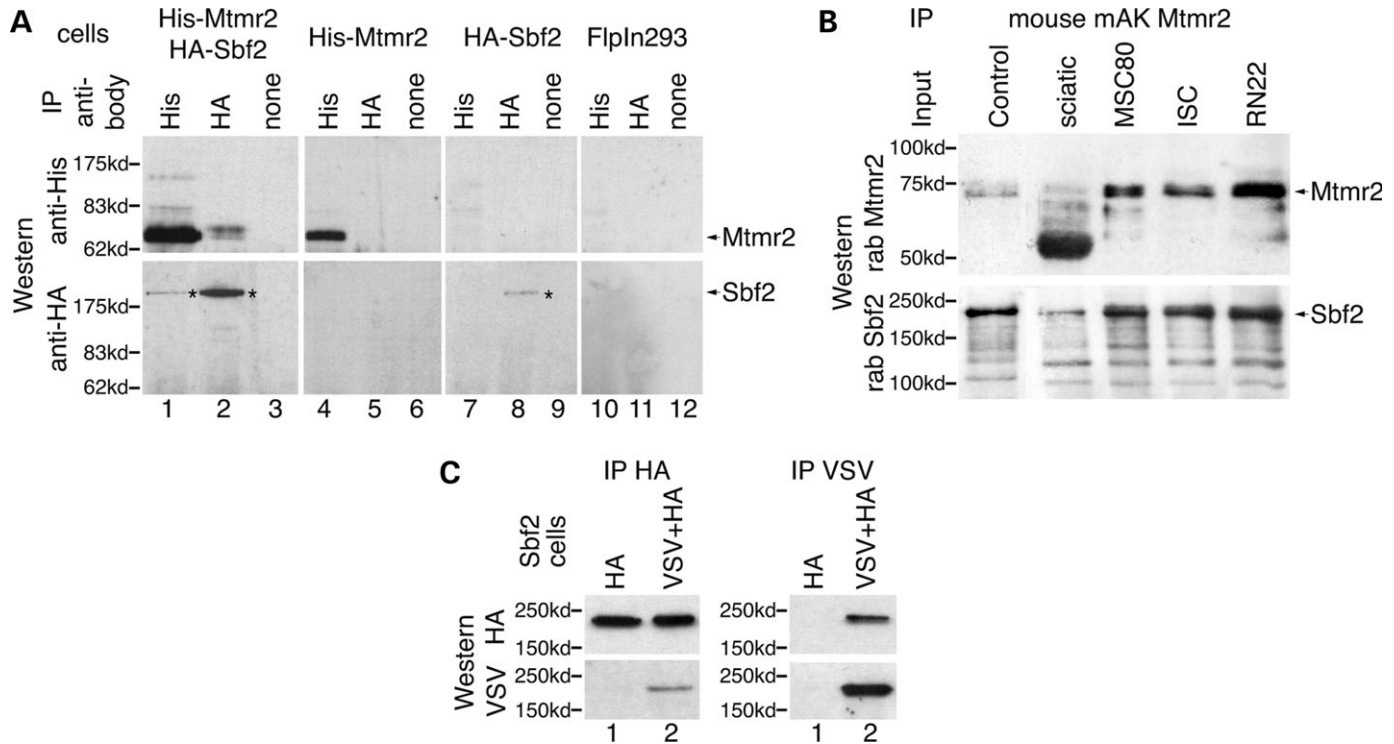 A
cells
His-Mtmr2
HA-Sbf2
His-Mtmr2
HA-Sbf2
FlpIn293
IP
anti-
body
His
HA
none
His
HA
none
His
HA
none
His
HA
none
Western
anti-His
175kd
83kd
62kd
Mtmr2
anti-HA
175kd
83kd
62kd
* *
*
Sbf2
1 2 3 4 5 6 7 8 9 10 11 12
B
IP mouse mAK Mtmr2
Input
Control
sciatic
MSC80
ISC
RN22
Western
rab Mtmr2
100kd
75kd
50kd
Mtmr2
rab Sbf2
250kd
150kd
100kd
Sbf2
C
IP HA
IP VSV
Sbf2
cells
HA
VSV+HA
HA
VSV+HA
Western
HA
250kd
150kd
250kd
150kd
VSV
250kd
150kd
250kd
150kd
1 2 1 2